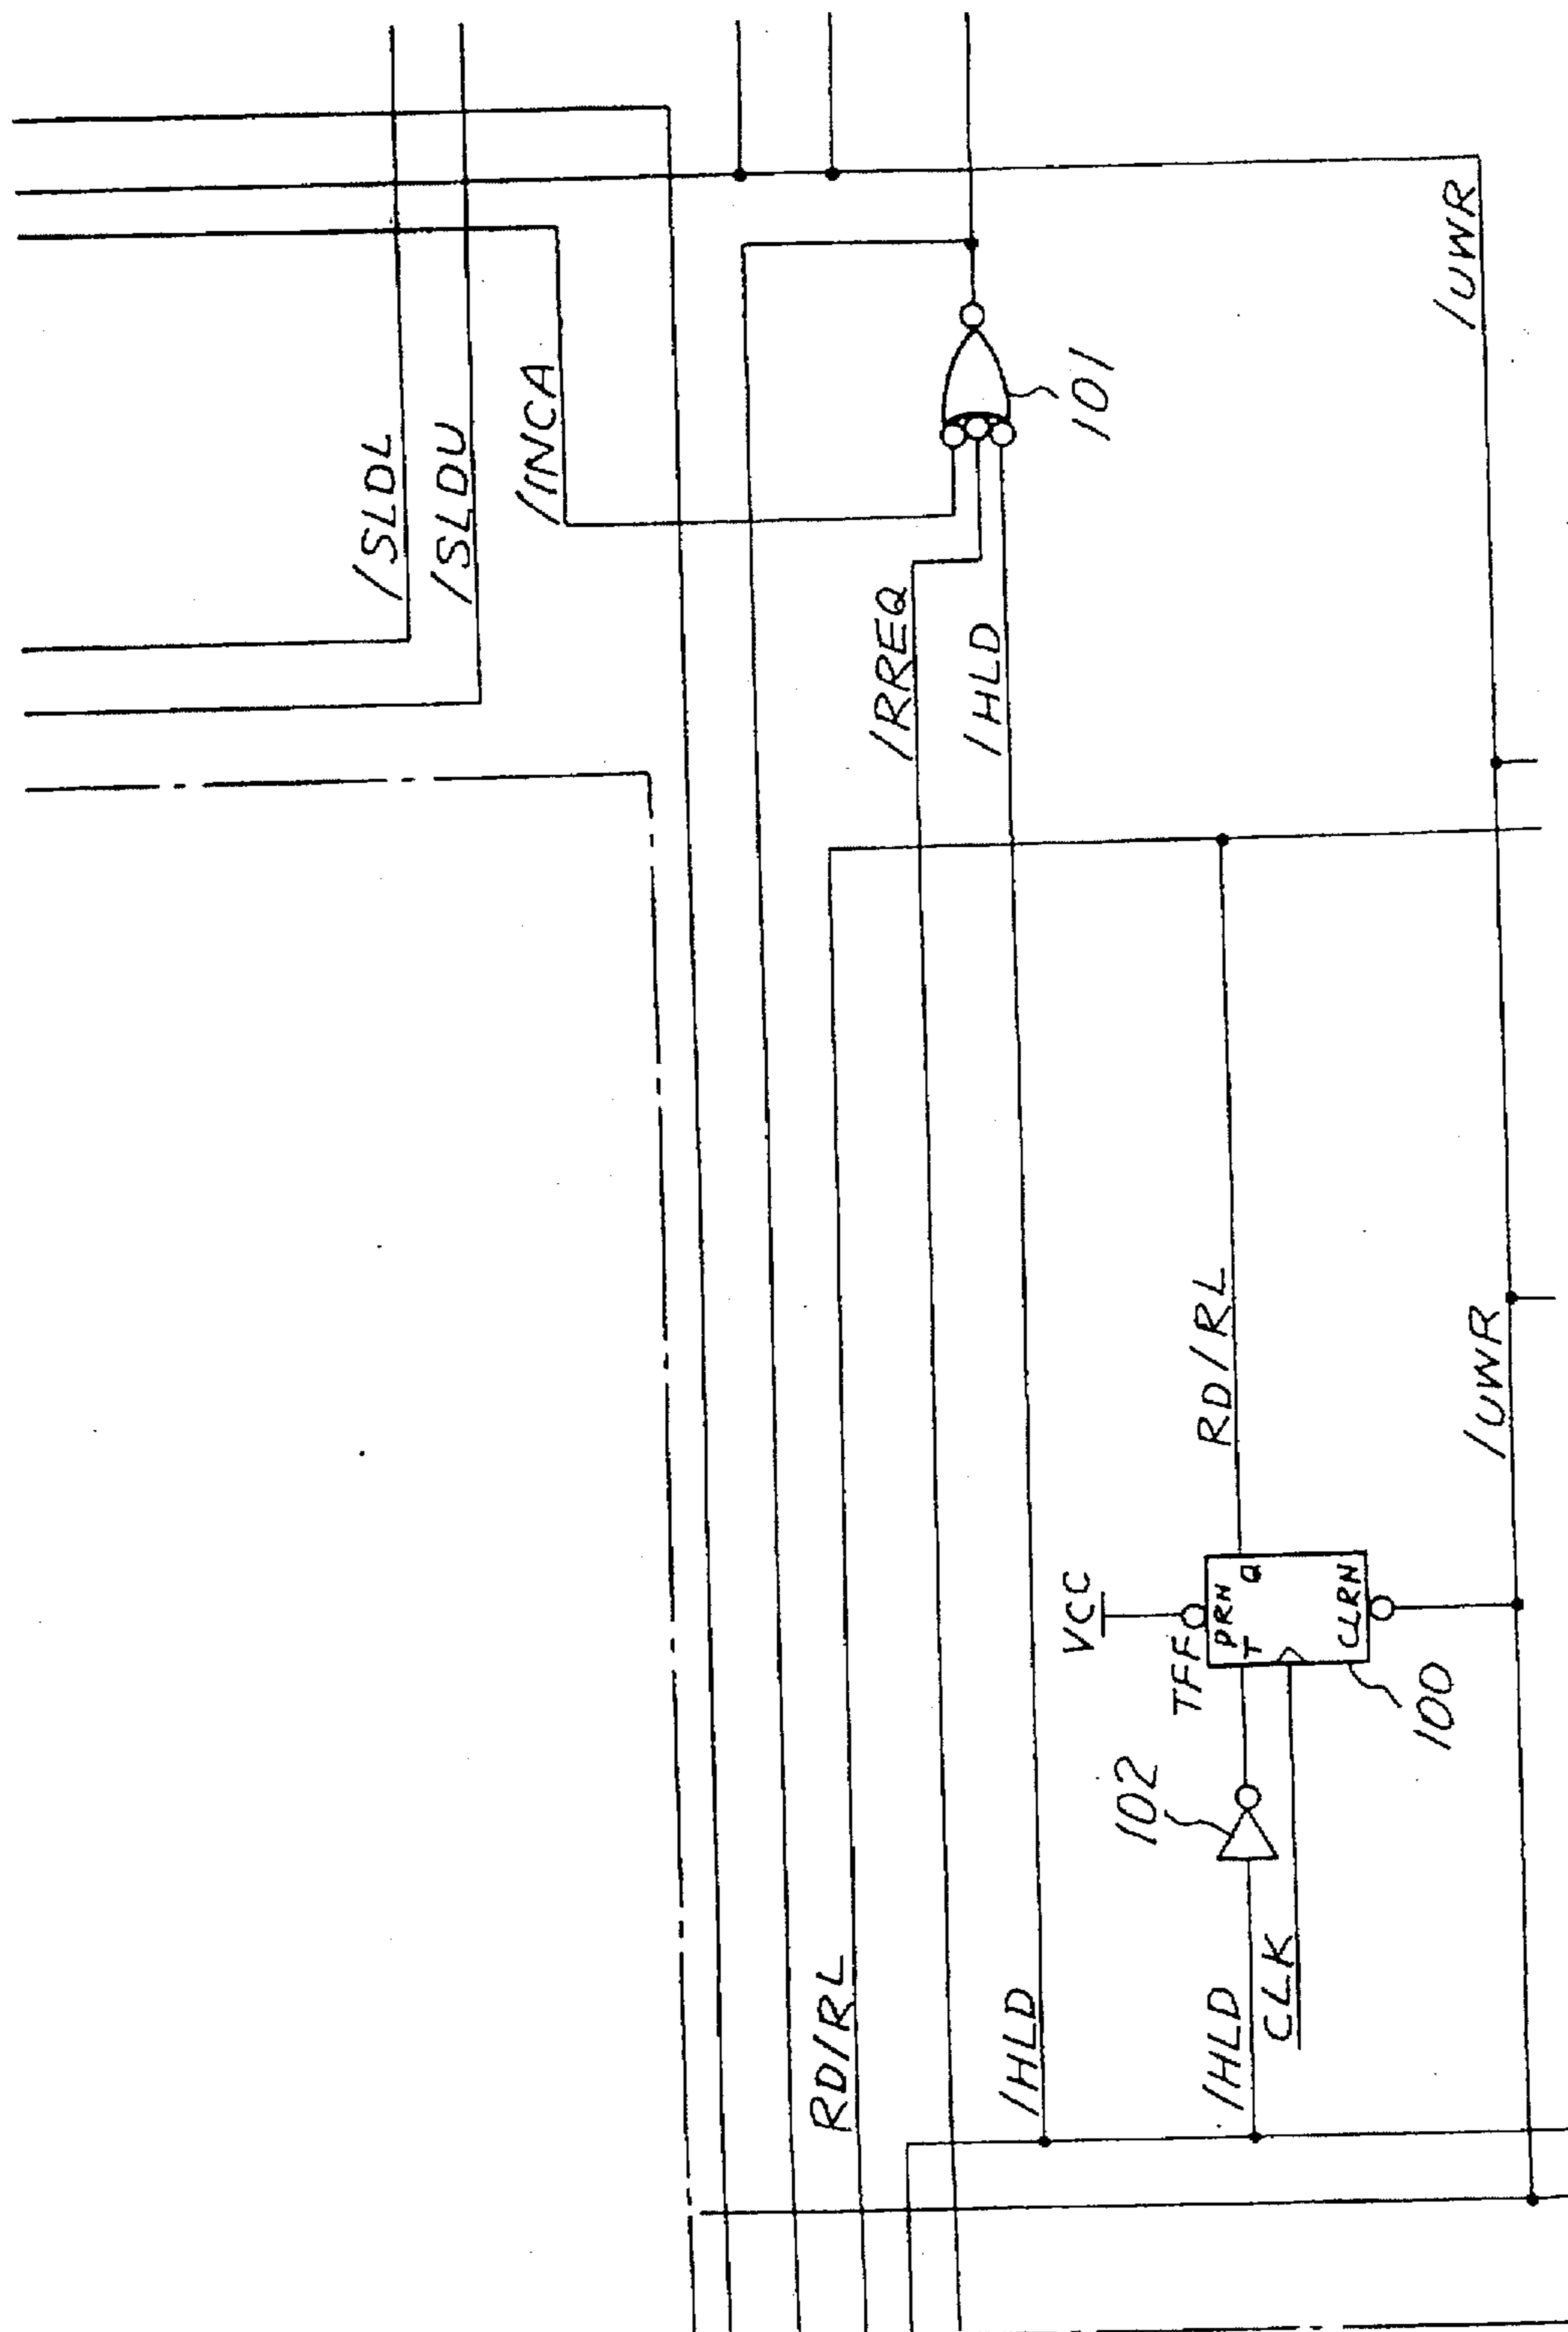 /SLDL
/SLDU
/INCA
101
/UWR
/RREQ
/HLD
RD/RL
/UWR
VCC
TFF
PRN
T
Q
CLRN
100
102
RD/RL
/HLD
/HLD
CLK